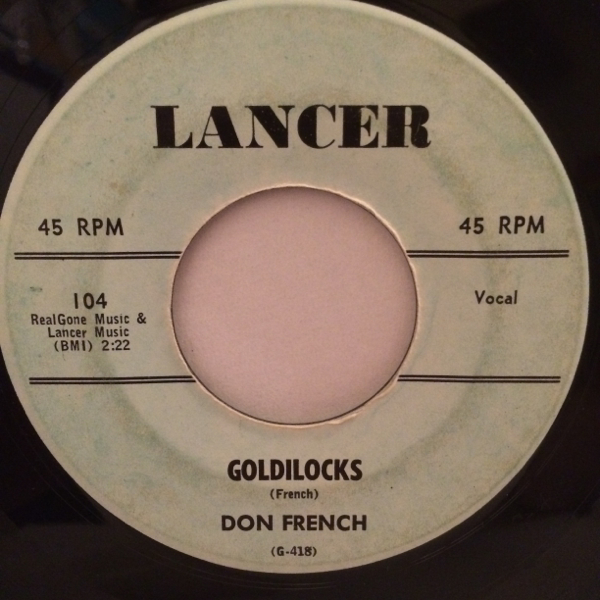 LANCER
45 RPM 45 RPM
104 Vocal
RealGone Music &
Lancer Music
(BMI) 2:22
GOLDILOCKS
(French)
DON FRENCH
(G-418)